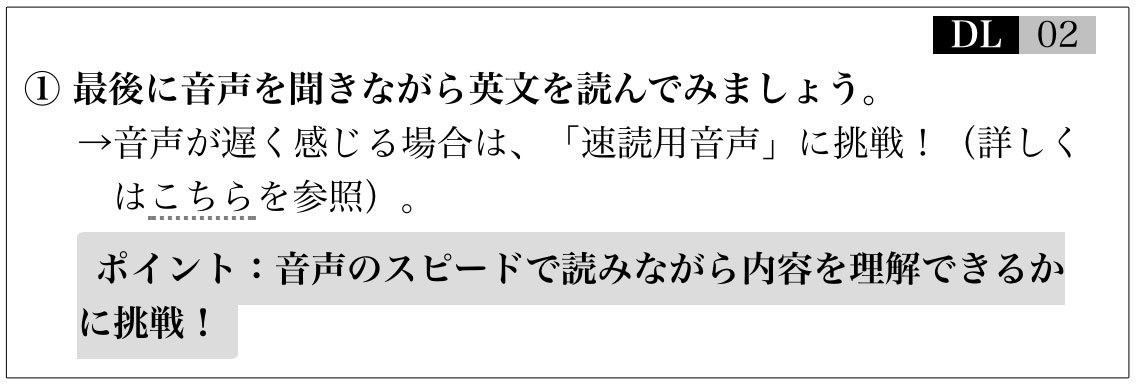 DL 02
① 最後に音声を聞きながら英文を読んでみましょう。
→音声が遅く感じる場合は、「速読用音声」に挑戦！（詳しく
はこちらを参照）。
ポイント：音声のスピードで読みながら内容を理解できるか
に挑戦！